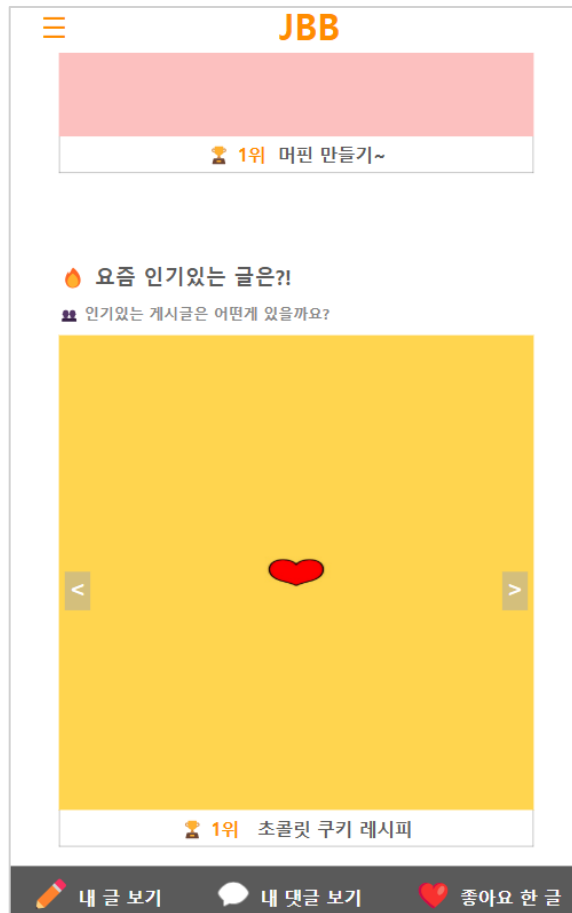 JBB
1위 머핀 만들기~
요즘 인기있는 글은?!
인기있는 게시글은 어떤게 있을까요?
< >
1위 초콜릿 쿠키 레시피
내 글 보기 내 댓글 보기 좋아요 한 글